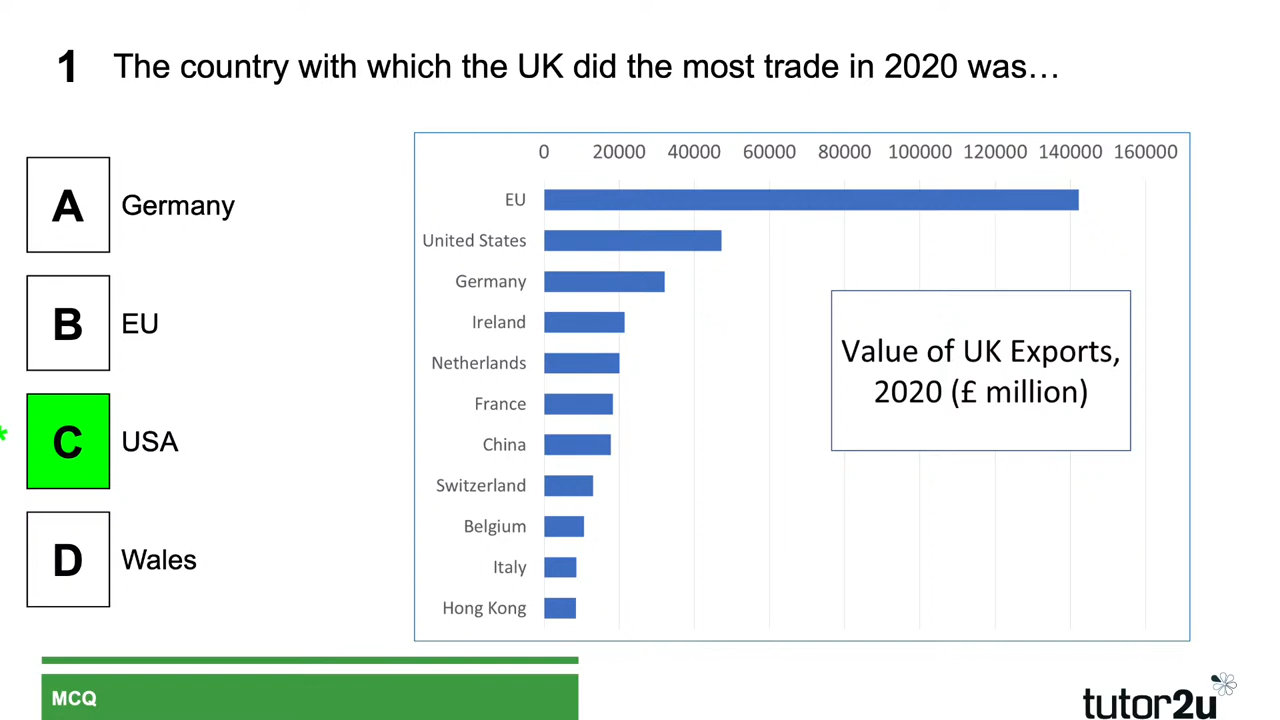 1 The country with which the UK did the most trade in 2020 was…
A Germany
B EU
C USA
D Wales
*
0 20000 40000 60000 80000 100000 120000 140000 160000
EU
United States
Germany
Ireland
Netherlands
France
China
Switzerland
Belgium
Italy
Hong Kong
Value of UK Exports,
2020 (£ million)
MCQ
tutor2u